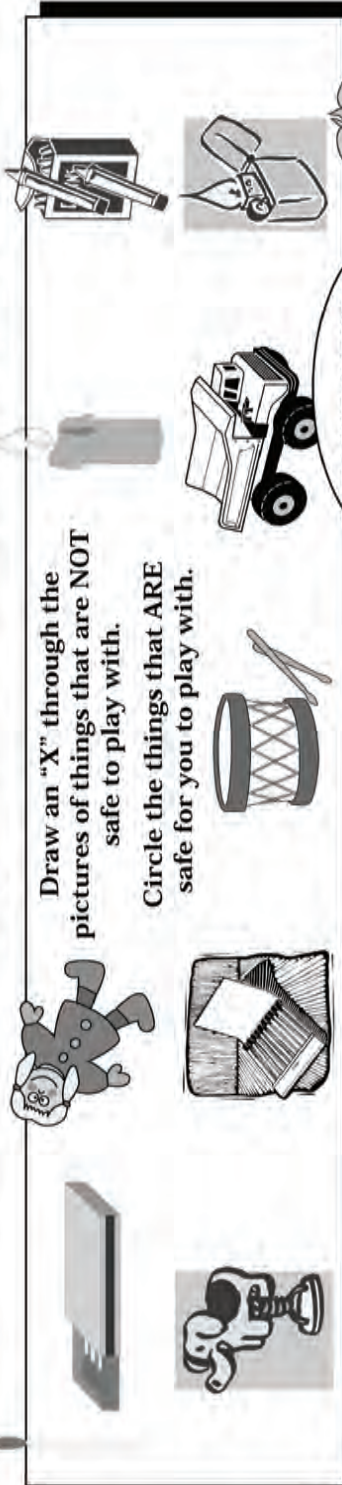 Draw an "X" through the
pictures of things that are NOT
safe to play with.
Circle the things that ARE
safe for you to play with.